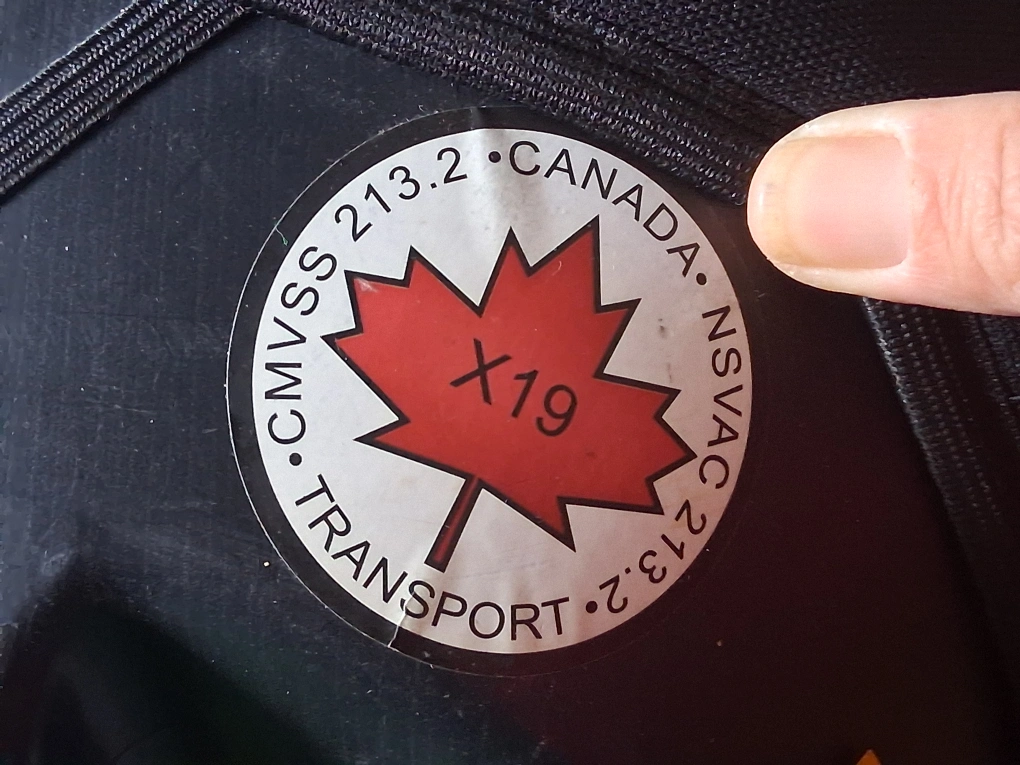 CMVSS 213.2 • CANADA • NSVAC 213.2 • TRANSPORT •
X19